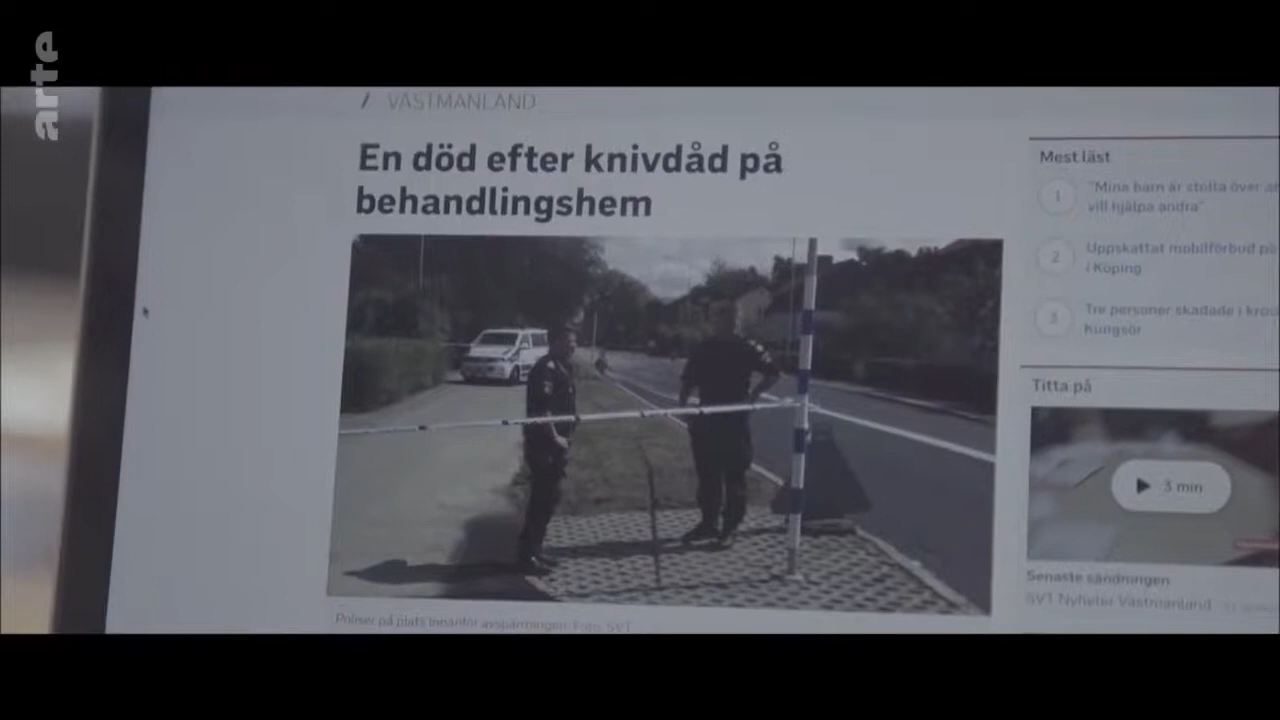 arte
/ VÄSTMANLAND
En död efter knivdåd på
behandlingshem
Mest läst
1
"Mina barn är stolta över
vill hjälpa andra"
2
Uppskattat mobilförbud
i Köping
3
Tre personer skadade i
Kungsör
Titta på
3 min
Senaste sändningen
SVT Nyheter Västmanland
Poliser på plats innanför avspärrningen. Foto: SVT